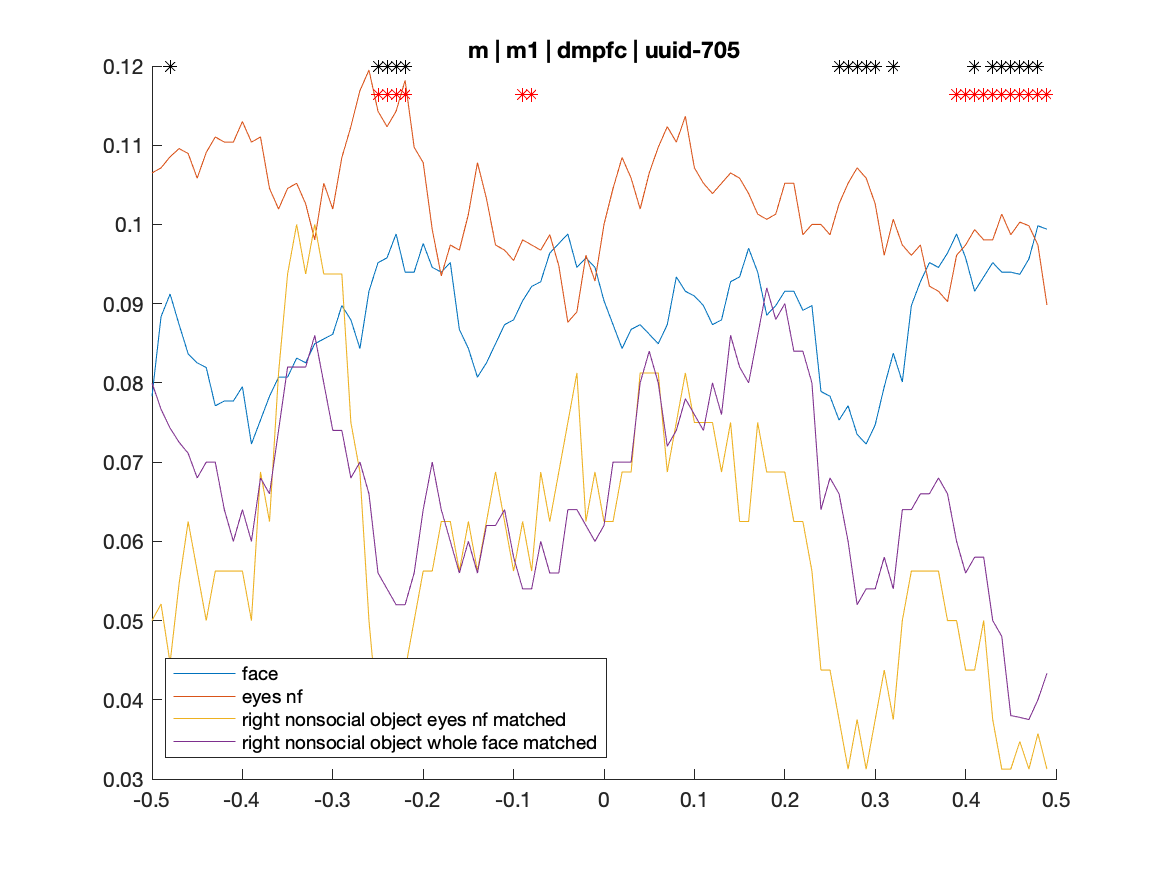 m | m1 | dmpfc | uuid-705
0.12
0.11
0.1
0.09
0.08
0.07
0.06
0.05
0.04
0.03
face
eyes nf
right nonsocial object eyes nf matched
right nonsocial object whole face matched
-0.5 -0.4 -0.3 -0.2 -0.1 0 0.1 0.2 0.3 0.4 0.5